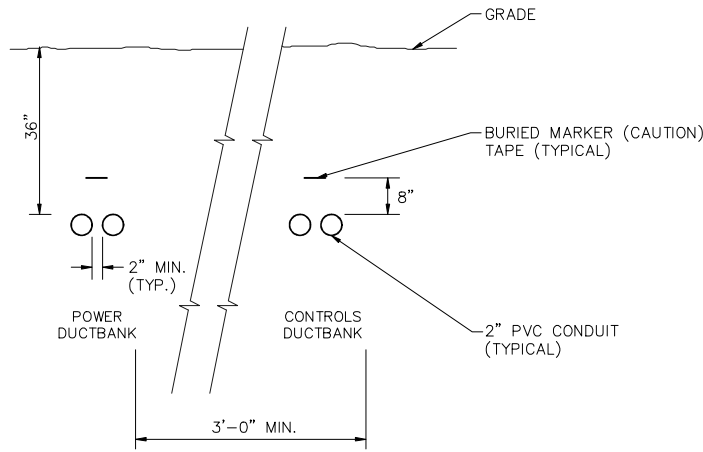 GRADE
36”
BURIED MARKER (CAUTION)
TAPE (TYPICAL)
8”
2” MIN.
(TYP.)
POWER
DUCTBANK
CONTROLS
DUCTBANK
2” PVC CONDUIT
(TYPICAL)
3’–0” MIN.